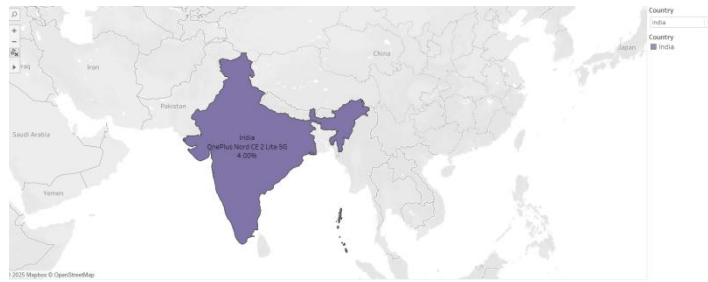 Iran
China
Japan
Pakistan
Saudi Arabia
Yemen
India
OnePlus Nord CE 2 Lite 5G
4.00%
2025 Mapbox © OpenStreetMap
Country
India
Country
India